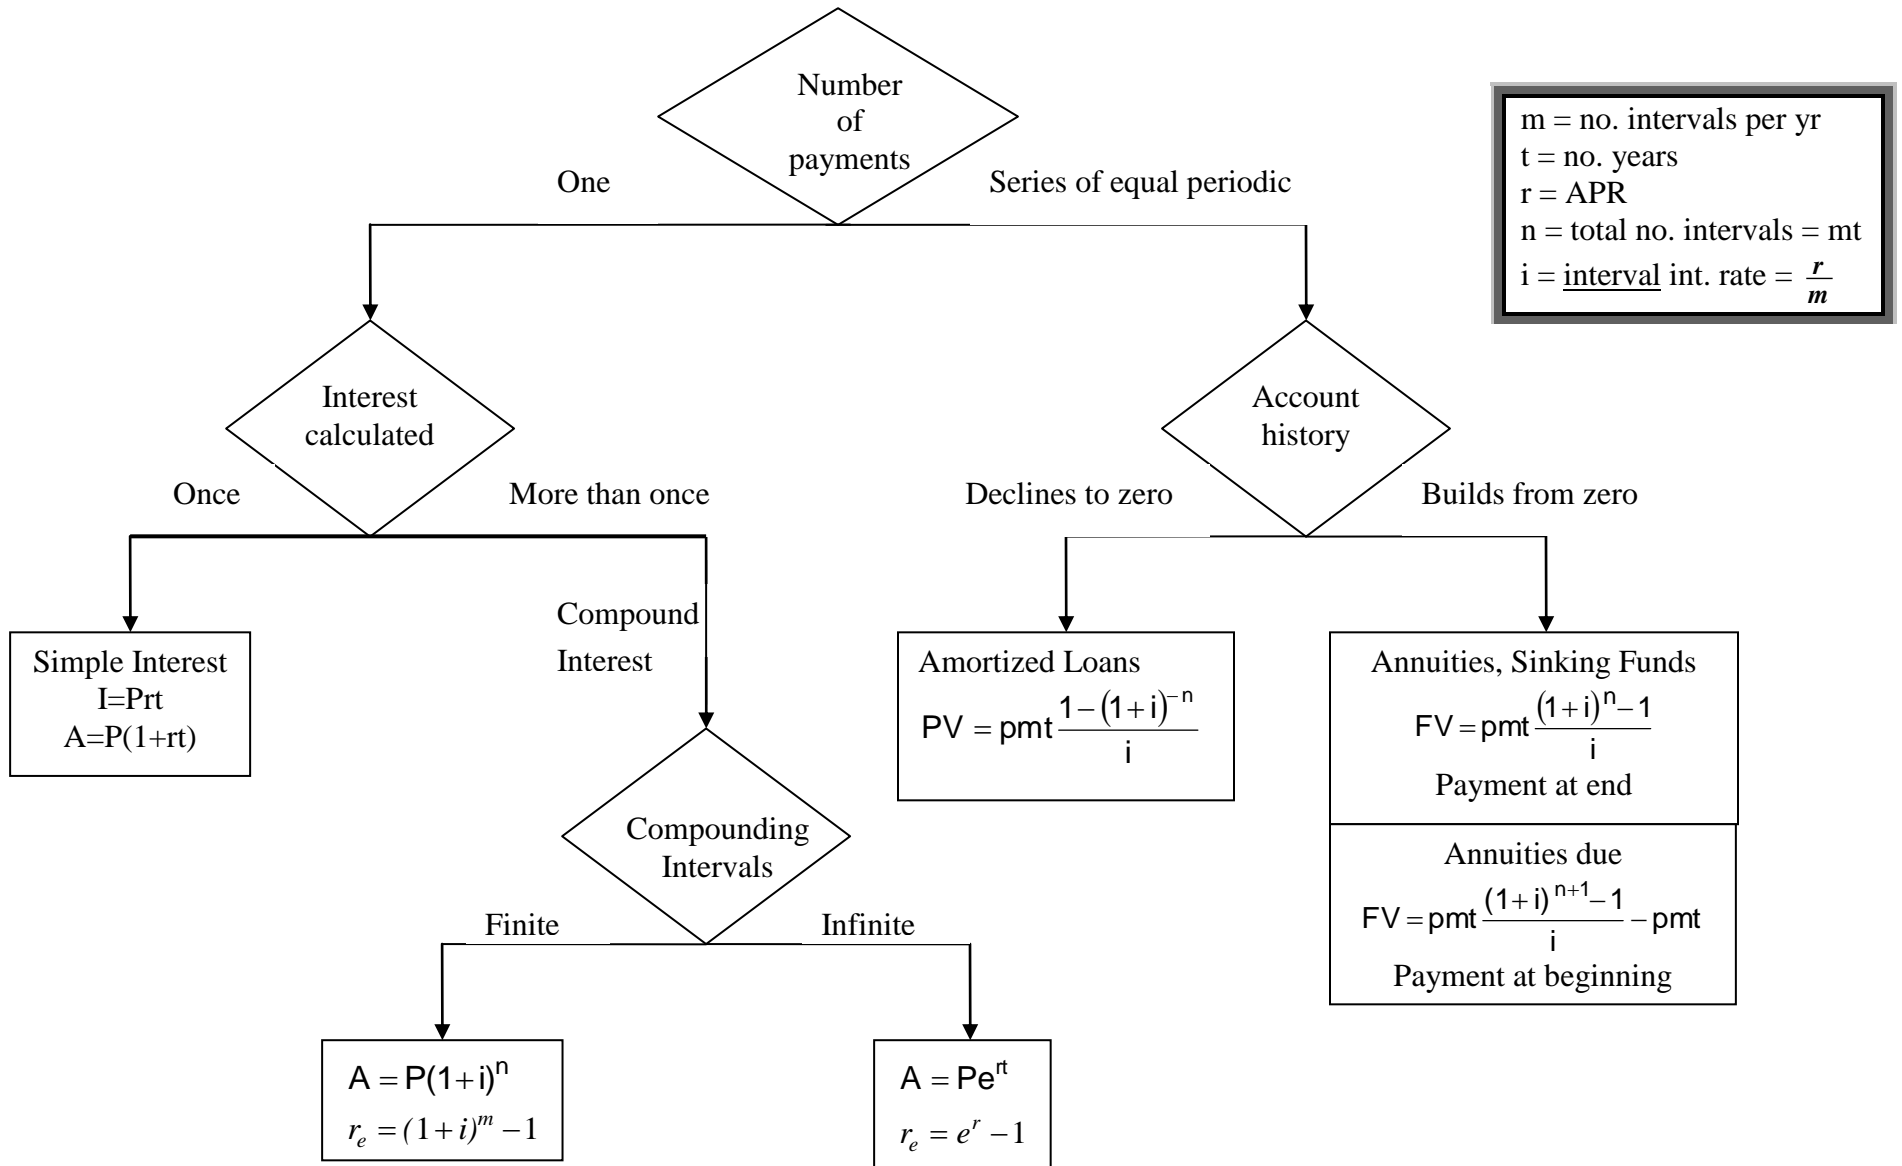 Number
of
payments
One
Series of equal periodic
m = no. intervals per yr
t = no. years
r = APR
n = total no. intervals = mt
i = interval int. rate = r/m
Interest
calculated
Once
More than once
Account
history
Declines to zero
Builds from zero
Simple Interest
I=Prt
A=P(1+rt)
Compound
Interest
Amortized Loans
PV = pmt (1−(1+i)^−n)/i
Annuities, Sinking Funds
FV = pmt ((1+i)^n −1)/i
Payment at end
Annuities due
FV = pmt ((1+i)^n+1 −1)/i − pmt
Payment at beginning
Compounding
Intervals
Finite
Infinite
A = P(1+i)^n
r_e = (1+i)^m −1
A = Pe^rt
r_e = e^r −1